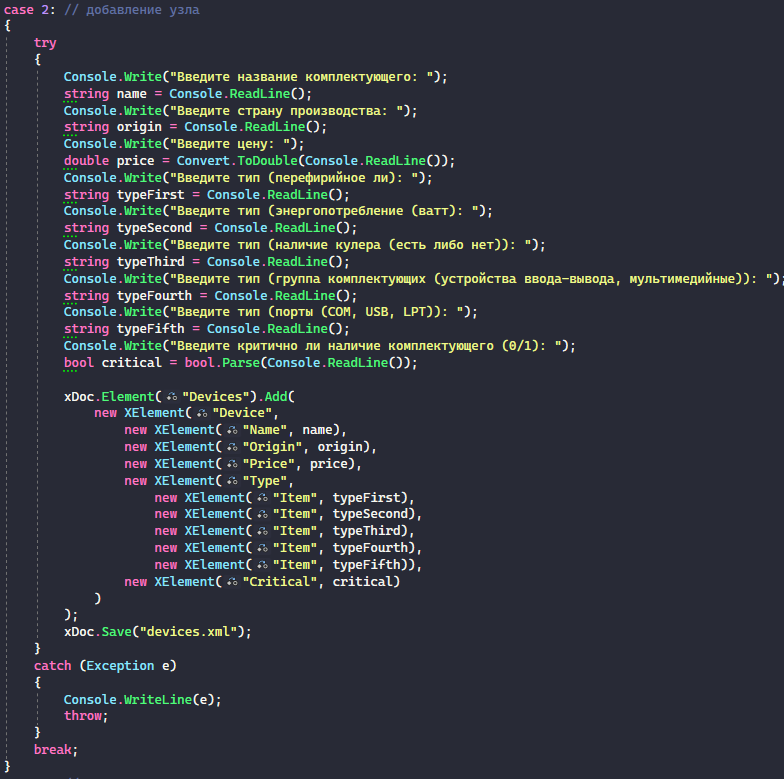 case 2: // добавление узла
{
try
{
Console.Write("Введите название комплектующего: ");
string name = Console.ReadLine();
Console.Write("Введите страну производства: ");
string origin = Console.ReadLine();
Console.Write("Введите цену: ");
double price = Convert.ToDouble(Console.ReadLine());
Console.Write("Введите тип (перефирийное ли): ");
string typeFirst = Console.ReadLine();
Console.Write("Введите тип (энергопотребление (ватт): ");
string typeSecond = Console.ReadLine();
Console.Write("Введите тип (наличие кулера (есть либо нет)): ");
string typeThird = Console.ReadLine();
Console.Write("Введите тип (группа комплектующих (устройства ввода-вывода, мультимедийные)): ");
string typeFourth = Console.ReadLine();
Console.Write("Введите тип (порты (COM, USB, LPT)): ");
string typeFifth = Console.ReadLine();
Console.Write("Введите критично ли наличие комплектующего (0/1): ");
bool critical = bool.Parse(Console.ReadLine());
xDoc.Element("Devices").Add(
new XElement("Device",
new XElement("Name", name),
new XElement("Origin", origin),
new XElement("Price", price),
new XElement("Type",
new XElement("Item", typeFirst),
new XElement("Item", typeSecond),
new XElement("Item", typeThird),
new XElement("Item", typeFourth),
new XElement("Item", typeFifth)),
new XElement("Critical", critical)
)
);
xDoc.Save("devices.xml");
}
catch (Exception e)
{
Console.WriteLine(e);
throw;
}
break;
}